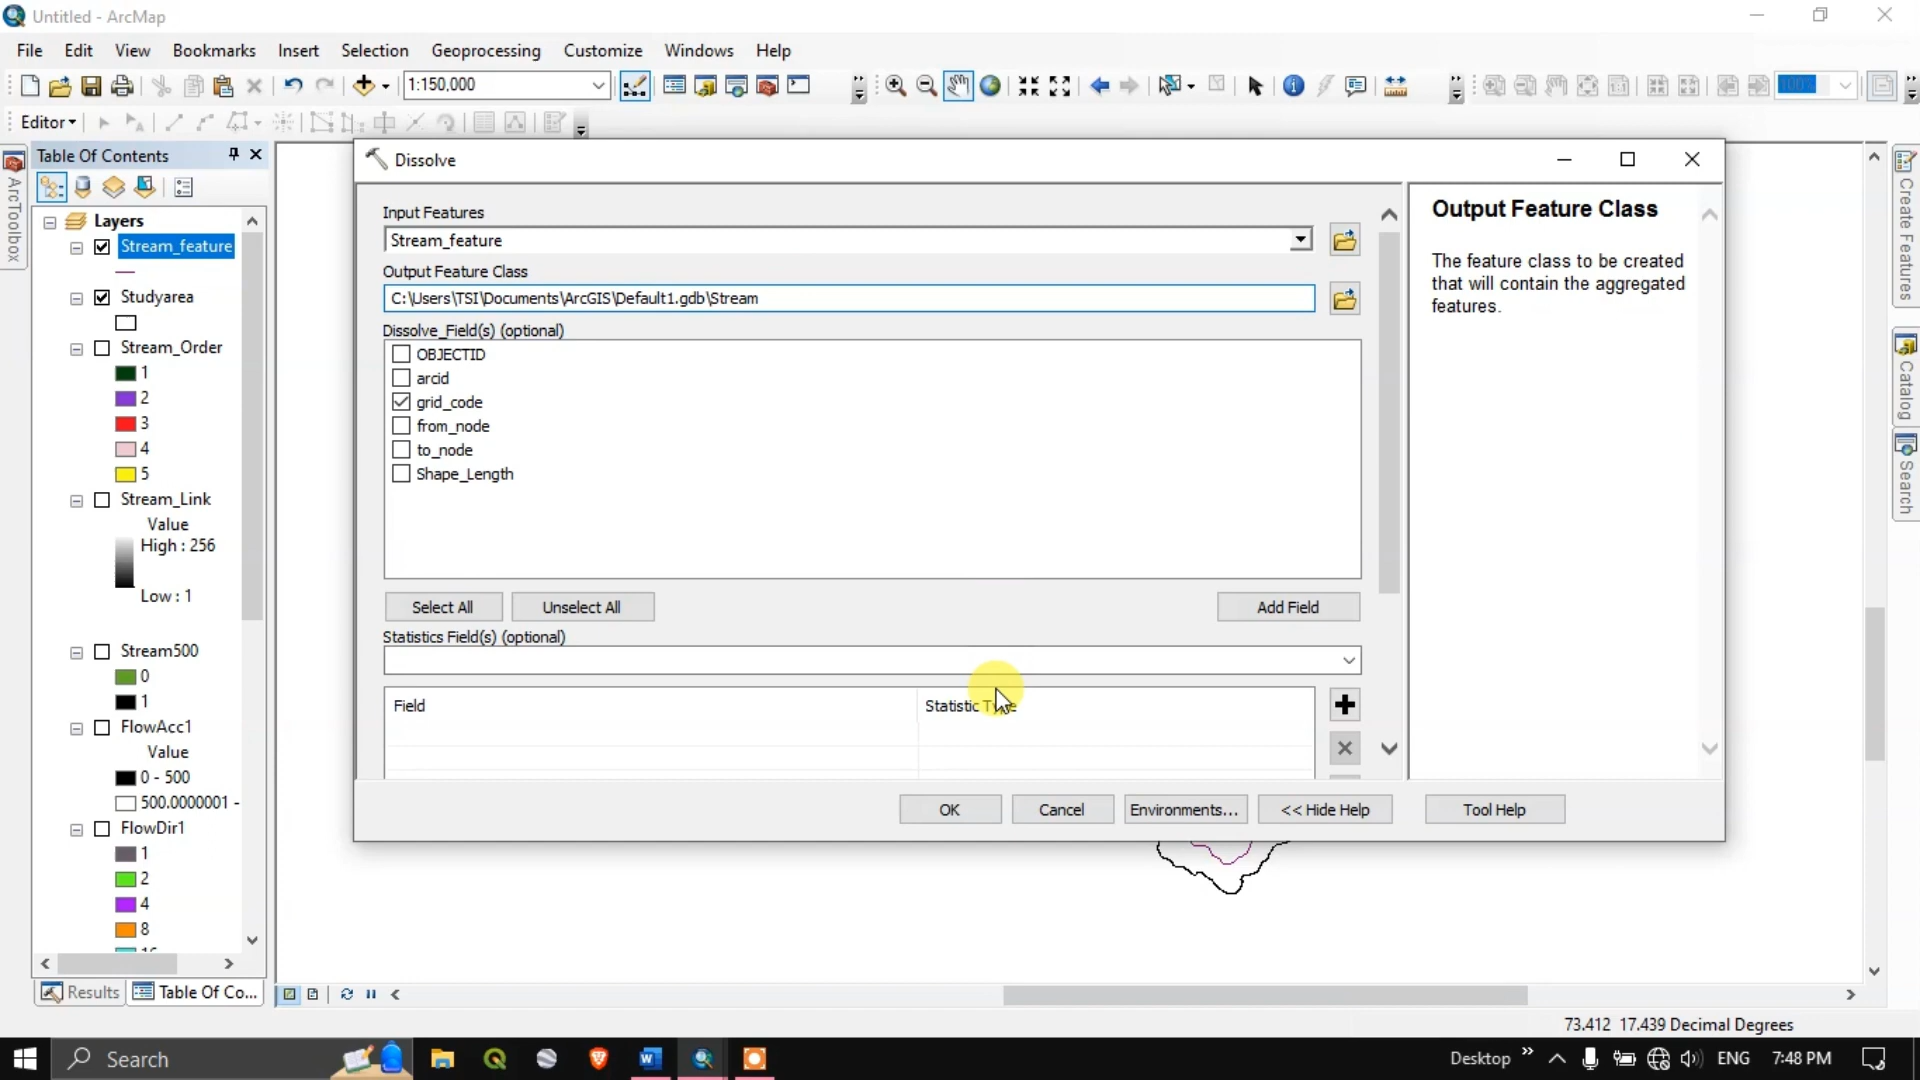 Untitled - ArcMap
File Edit View Bookmarks Insert Selection Geoprocessing Customize Windows Help
1:150,000
100%
Editor
Table Of Contents
ArcToolbox
Layers
Stream_feature
Studyarea
Stream_Order
1
2
3
4
5
Stream_Link
Value
High : 256
Low : 1
Stream500
0
1
FlowAcc1
Value
0 - 500
500.0000001 -
FlowDir1
1
2
4
8
16
Results
Table Of Co...
Dissolve
Input Features
Stream_feature
Output Feature Class
C:\Users\TSI\Documents\ArcGIS\Default1.gdb\Stream
Dissolve_Field(s) (optional)
OBJECTID
arcid
grid_code
from_node
to_node
Shape_Length
Select All
Unselect All
Add Field
Statistics Field(s) (optional)
Field
Statistic Type
OK
Cancel
Environments...
<< Hide Help
Tool Help
Output Feature Class
The feature class to be created
that will contain the aggregated
features.
Create Features
Catalog
Search
73.412 17.439 Decimal Degrees
Search
Desktop
ENG
7:48 PM